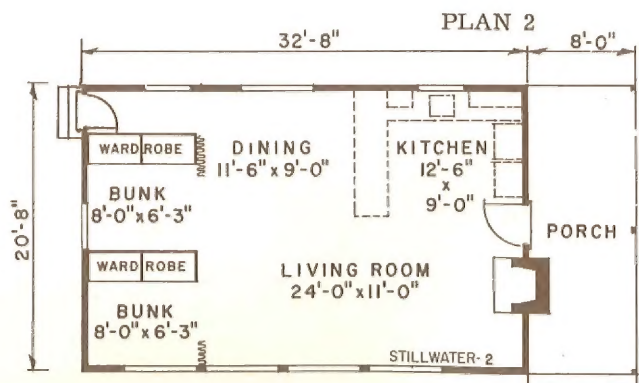 PLAN 2
32'-8"
8'-0"
20'-8"
WARD ROBE
DINING
11'-6" x 9'-0"
KITCHEN
12'-6"
x
9'-0"
BUNK
8'-0" x 6'-3"
PORCH
WARD ROBE
LIVING ROOM
24'-0" x 11'-0"
BUNK
8'-0" x 6'-3"
STILLWATER-2